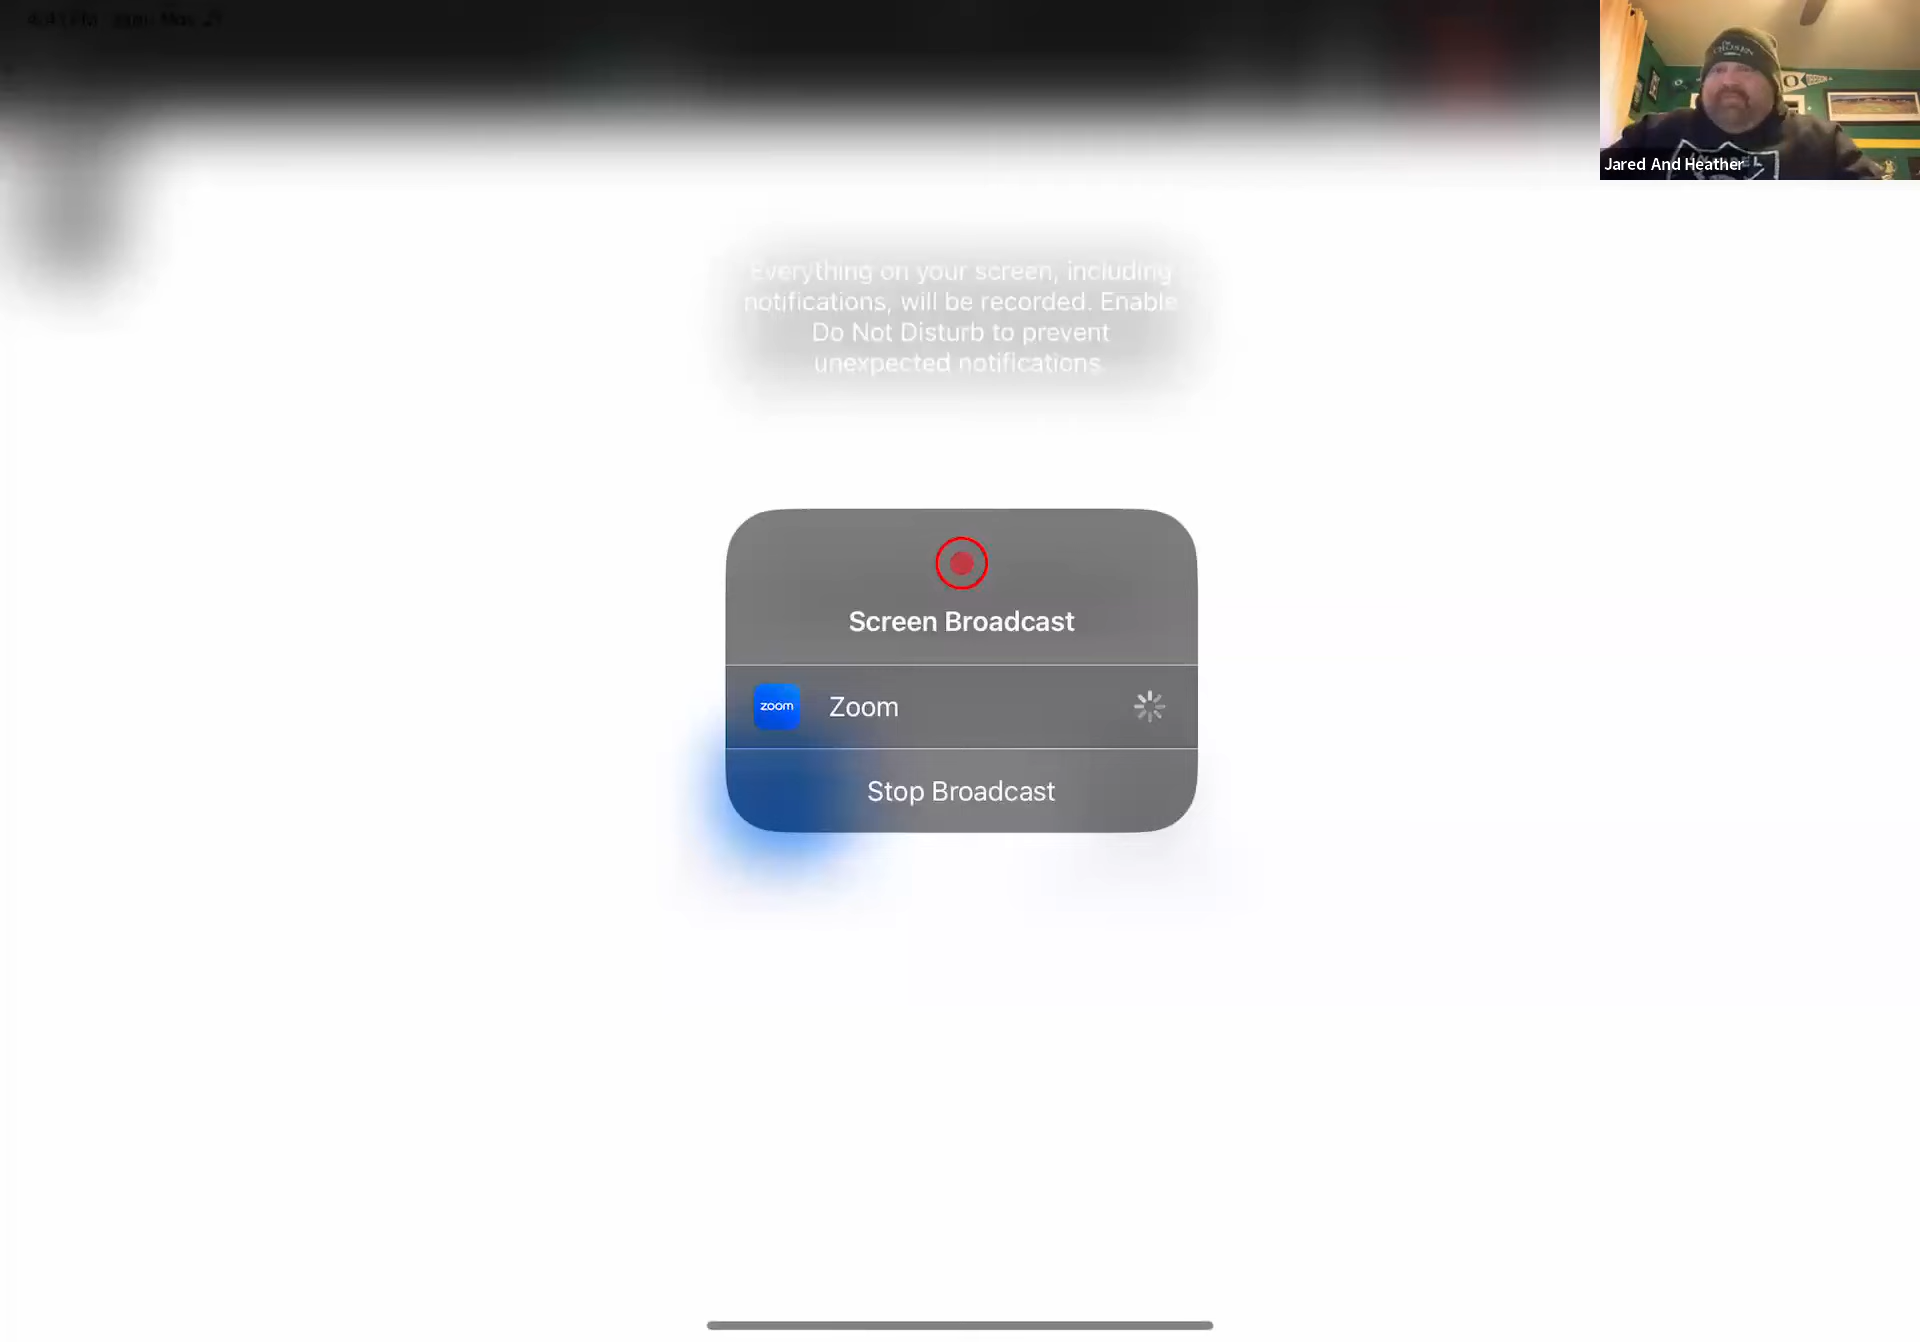 CHOSEN
Jared And Heather
Everything on your screen, including
notifications, will be recorded. Enable
Do Not Disturb to prevent
unexpected notifications.
Screen Broadcast
zoom
Zoom
Stop Broadcast